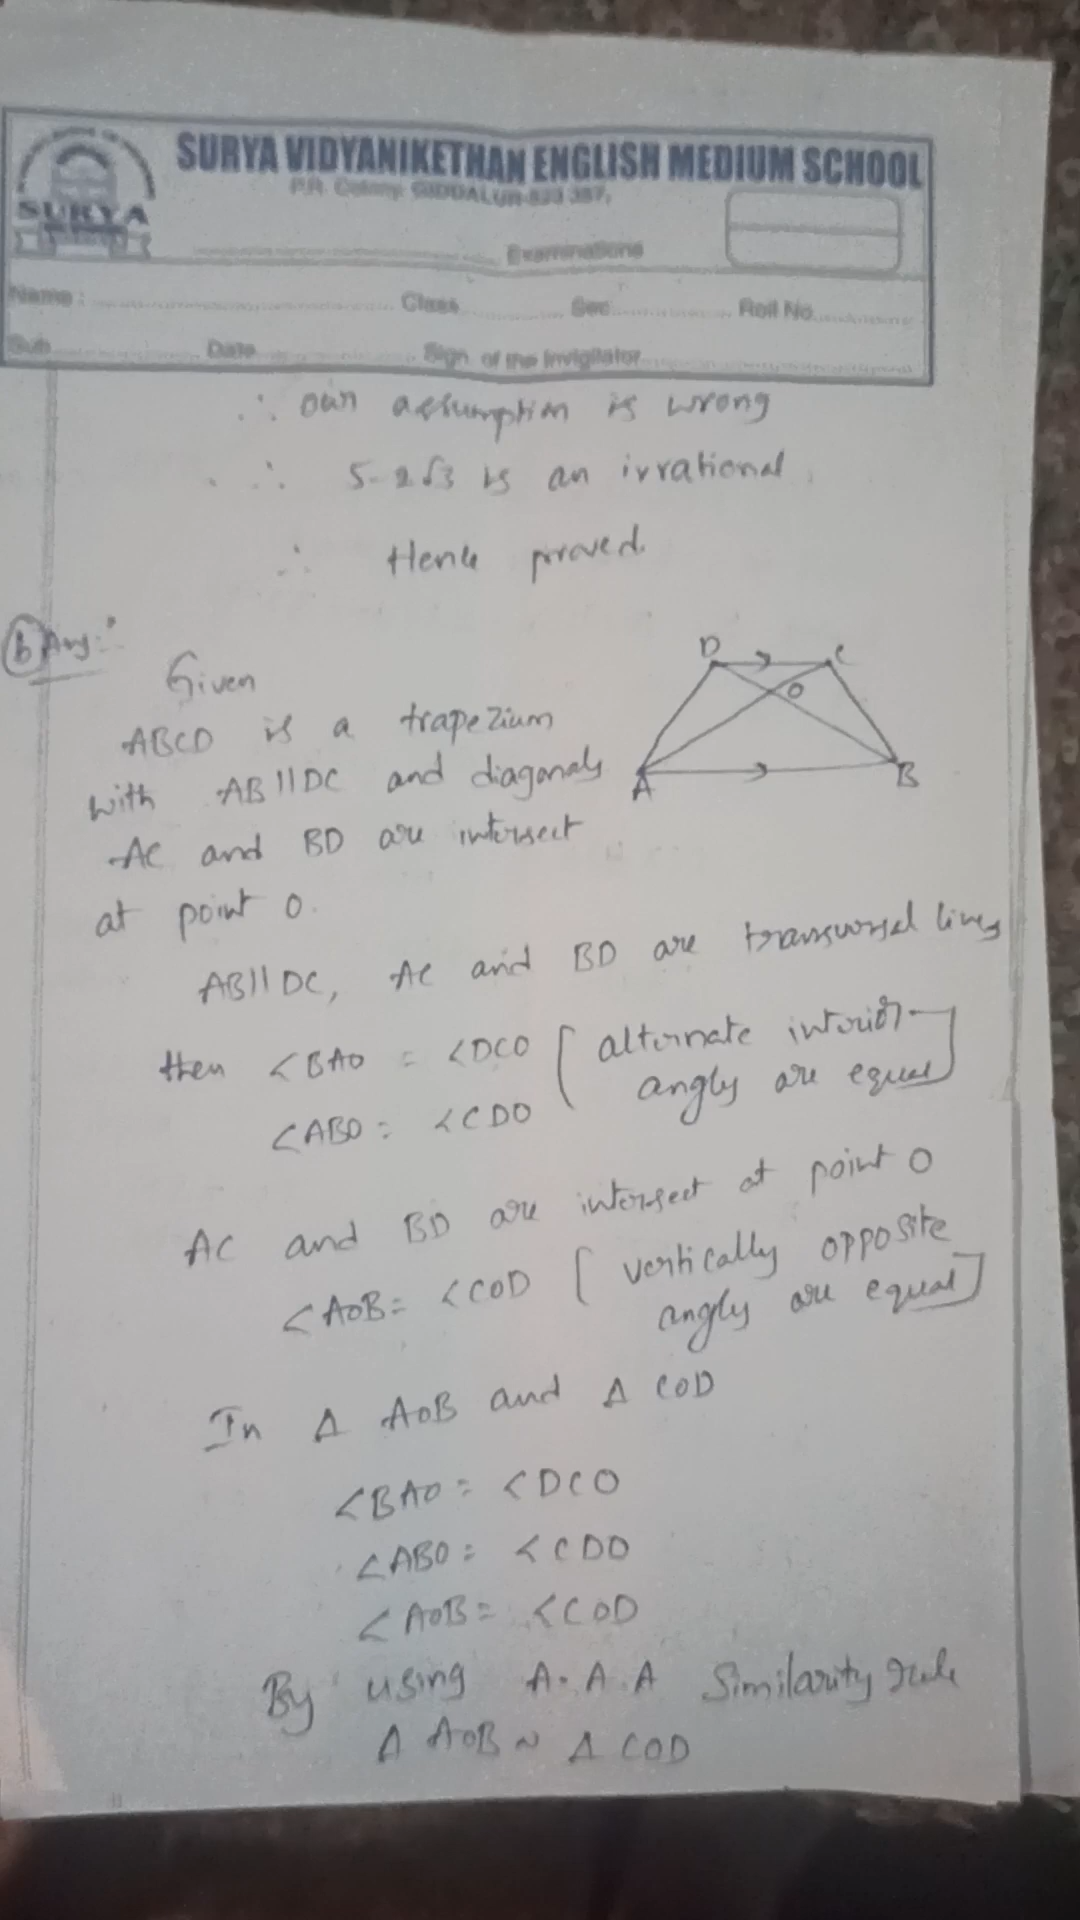 SURYA VIDYANIKETHAN ENGLISH MEDIUM SCHOOL
P.R. Colony GIDDALUR-523 357,
SURYA
Examinations
Name : Class Sec Roll No.
Sub Date Sign of the Invigilator
∴ our assumption is wrong
∴ 5-2√3 is an irrational
∴ Hence proved.
b Ans:-
D C
O
A B
Given
ABCD is a trapezium
with AB||DC and diagonals
AC and BD are intersect
at point O.
AB||DC, AC and BD are transversal lines
then ∠BAO = ∠DCO [ alternate interior
∠ABO = ∠CDO angles are equal]
AC and BD are intersect at point O
∠AOB = ∠COD [ vertically opposite
angles are equal]
In Δ AOB and Δ COD
∠BAO = ∠DCO
∠ABO = ∠CDO
∠AOB = ∠COD
By using A.A.A Similarity rule
Δ AOB ~ Δ COD